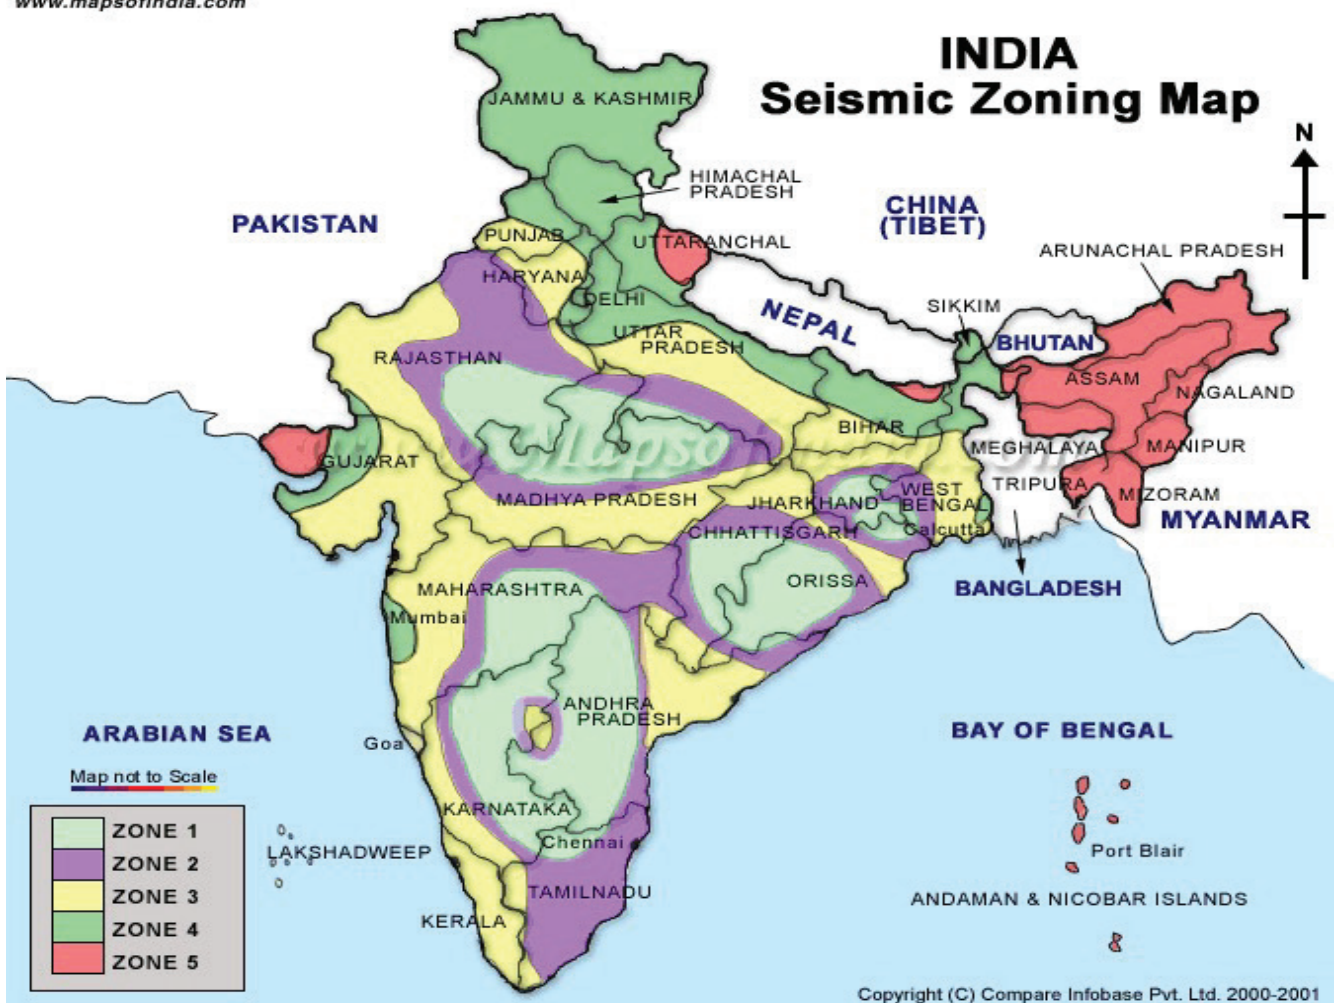 www.mapsofindia.com
INDIA
Seismic Zoning Map
N
JAMMU & KASHMIR
HIMACHAL
PRADESH
PAKISTAN
CHINA
(TIBET)
PUNJAB
UTTARANCHAL
ARUNACHAL PRADESH
HARYANA
DELHI
SIKKIM
NEPAL
UTTAR
PRADESH
BHUTAN
RAJASTHAN
ASSAM
NAGALAND
BIHAR
MEGHALAYA
MANIPUR
GUJARAT
TRIPURA
MIZORAM
MADHYA PRADESH
JHARKHAND
WEST
BENGAL
Calcutta
MYANMAR
CHHATTISGARH
ORISSA
BANGLADESH
MAHARASHTRA
Mumbai
ANDHRA
PRADESH
ARABIAN SEA
BAY OF BENGAL
Goa
Map not to Scale
KARNATAKA
ZONE 1
ZONE 2
ZONE 3
ZONE 4
ZONE 5
LAKSHADWEEP
Chennai
Port Blair
TAMILNADU
KERALA
ANDAMAN & NICOBAR ISLANDS
Copyright (C) Compare Infobase Pvt. Ltd. 2000-2001